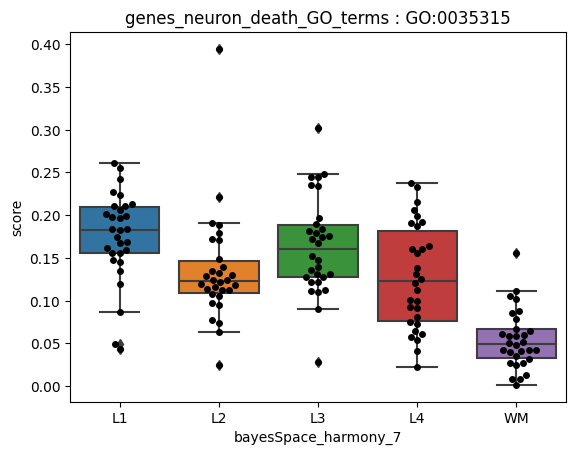 genes_neuron_death_GO_terms : GO:0035315
0.40
0.35
0.30
0.25
0.20
0.15
0.10
0.05
0.00
score
L1 L2 L3 L4 WM
bayesSpace_harmony_7